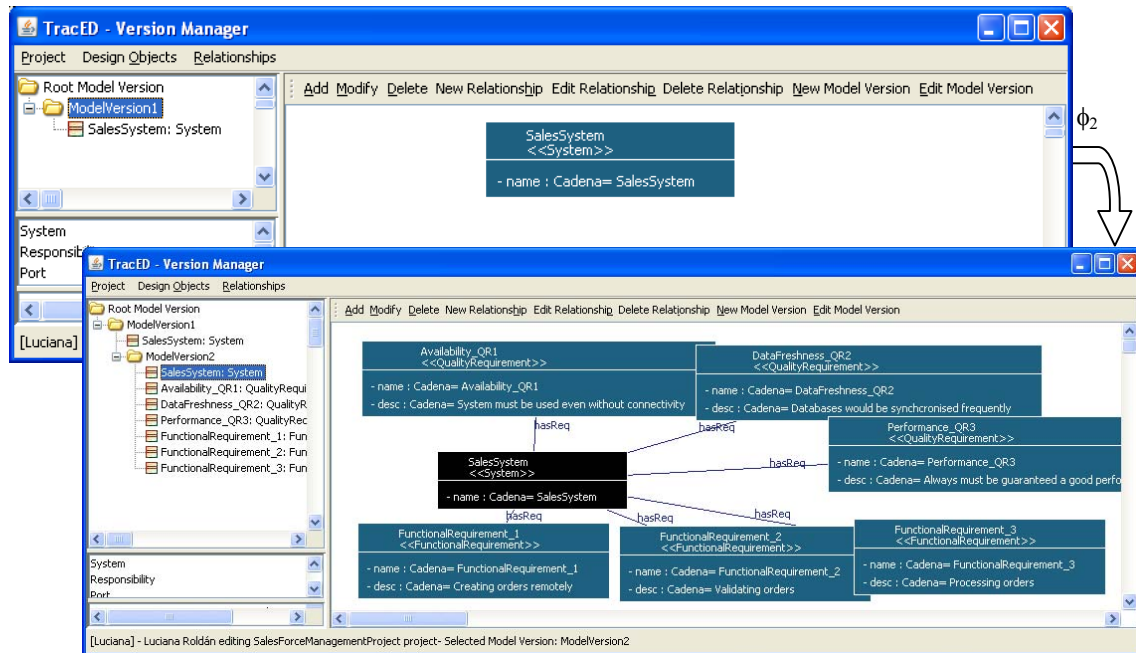 TracED - Version Manager
Project Design Objects Relationships
Root Model Version
ModelVersion1
SalesSystem: System
Add Modify Delete New Relationship Edit Relationship Delete Relationship New Model Version Edit Model Version
SalesSystem
<<System>>
- name : Cadena= SalesSystem
ϕ2
System
Port
[Luciana]
TracED - Version Manager
Project Design Objects Relationships
Root Model Version
ModelVersion1
SalesSystem: System
ModelVersion2
SalesSystem: System
Availability_QR1: QualityRequi
DataFreshness_QR2: QualityR
Performance_QR3: QualityRec
FunctionalRequirement_1: Fun
FunctionalRequirement_2: Fun
FunctionalRequirement_3: Fun
System
Responsibility
Port
Add Modify Delete New Relationship Edit Relationship Delete Relationship New Model Version Edit Model Version
Availability_QR1
<<QualityRequirement>>
- name : Cadena= Availability_QR1
- desc : Cadena= System must be used even without connectivity
DataFreshness_QR2
<<QualityRequirement>>
- name : Cadena= DataFreshness_QR2
- desc : Cadena= Databases would be synchcronised frequently
hasReq
hasReq
Performance_QR3
<<QualityRequirement>>
- name : Cadena= Performance_QR3
- desc : Cadena= Always must be guaranteed a good perfo
hasReq
SalesSystem
<<System>>
- name : Cadena= SalesSystem
hasReq
hasReq
hasReq
FunctionalRequirement_1
<<FunctionalRequirement>>
- name : Cadena= FunctionalRequirement_1
- desc : Cadena= Creating orders remotely
FunctionalRequirement_2
<<FunctionalRequirement>>
- name : Cadena= FunctionalRequirement_2
- desc : Cadena= Validating orders
FunctionalRequirement_3
<<FunctionalRequirement>>
- name : Cadena= FunctionalRequirement_3
- desc : Cadena= Processing orders
[Luciana] - Luciana Roldán editing SalesForceManagementProject project- Selected Model Version: ModelVersion2